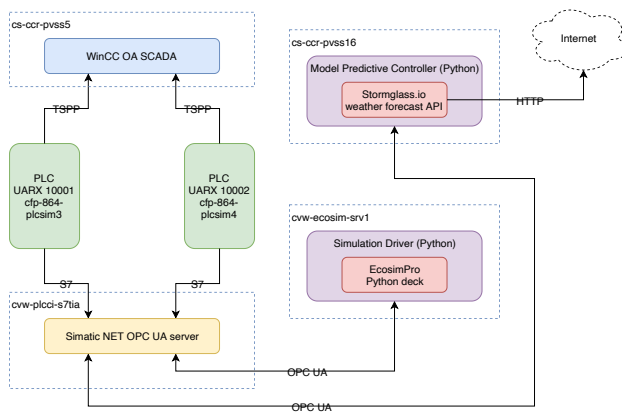 cs-ccr-pvss5
WinCC OA SCADA
TSPP
TSPP
PLC
UARX 10001
cfp-864-
plcsim3
PLC
UARX 10002
cfp-864-
plcsim4
S7
S7
cvw-plcci-s7tia
Simatic NET OPC UA server
cs-ccr-pvss16
Model Predictive Controller (Python)
Stormglass.io
weather forecast API
HTTP
Internet
cvw-ecosim-srv1
Simulation Driver (Python)
EcosimPro
Python deck
OPC UA
OPC UA